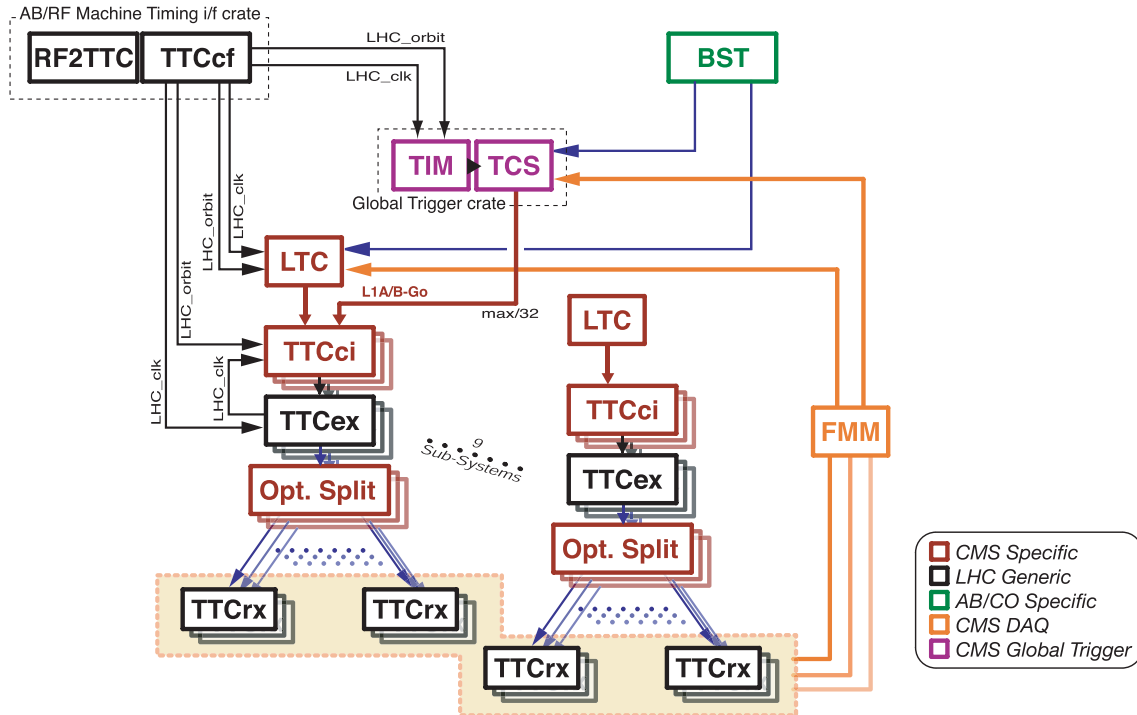 AB/RF Machine Timing i/f crate
RF2TTC
TTCcf
LHC_orbit
LHC_clk
BST
TIM
TCS
Global Trigger crate
LHC_orbit
LHC_clk
LTC
LHC_orbit
L1A/B-Go
max/32
LTC
TTCci
LHC_clk
LHC_clk
TTCci
TTCex
9
Sub-Systems
FMM
TTCex
Opt. Split
Opt. Split
TTCrx
TTCrx
TTCrx
TTCrx
CMS Specific
LHC Generic
AB/CO Specific
CMS DAQ
CMS Global Trigger